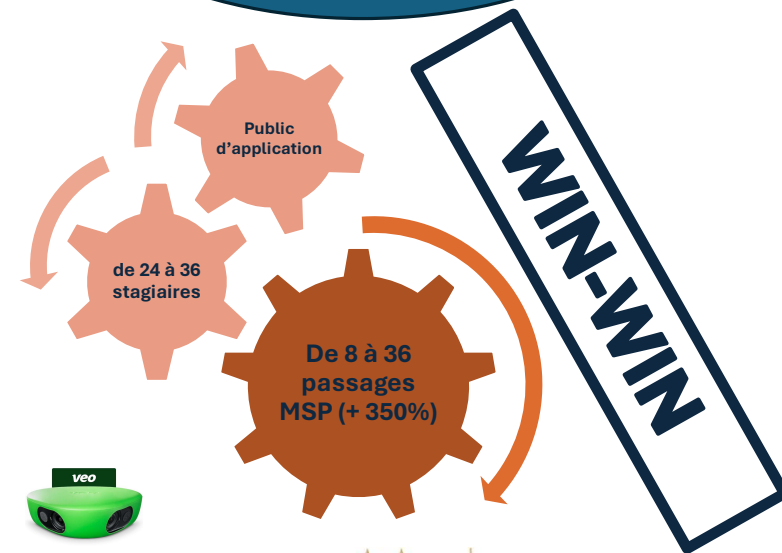 Public
d'application
de 24 à 36
stagiaires
De 8 à 36
passages
MSP (+ 350%)
WIN-WIN
veo